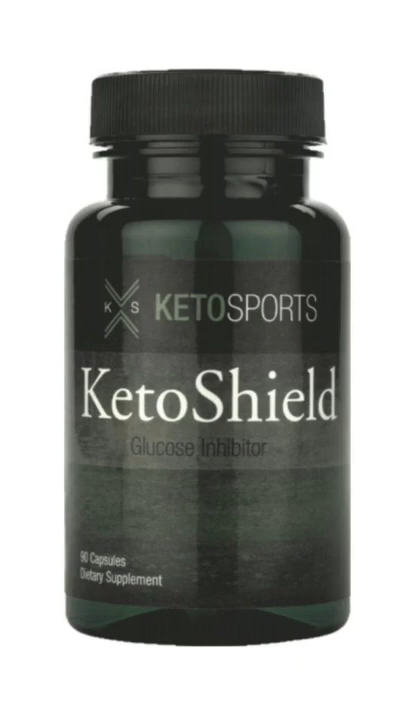 K S KETOSPORTS
KetoShield
Glucose Inhibitor
90 Capsules
Dietary Supplement